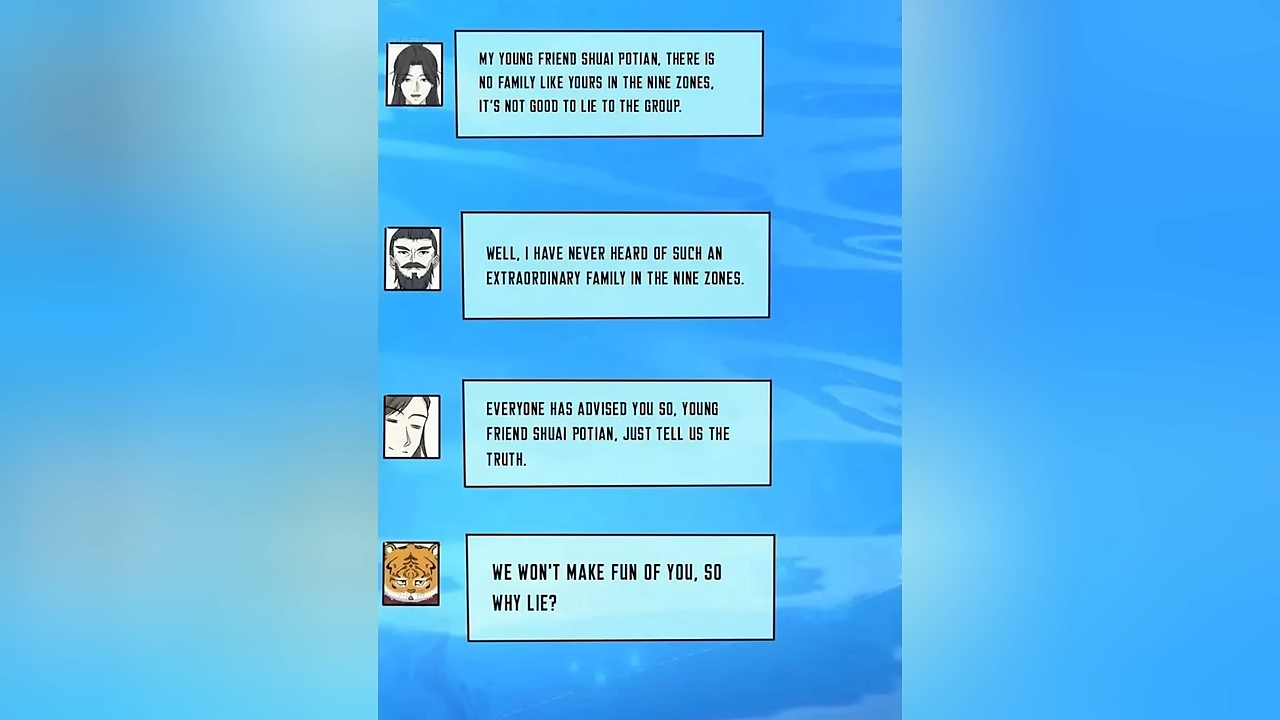 MY YOUNG FRIEND SHUAI POTIAN, THERE IS
NO FAMILY LIKE YOURS IN THE NINE ZONES,
IT'S NOT GOOD TO LIE TO THE GROUP.
WELL, I HAVE NEVER HEARD OF SUCH AN
EXTRAORDINARY FAMILY IN THE NINE ZONES.
EVERYONE HAS ADVISED YOU SO, YOUNG
FRIEND SHUAI POTIAN, JUST TELL US THE
TRUTH.
WE WON'T MAKE FUN OF YOU, SO
WHY LIE?